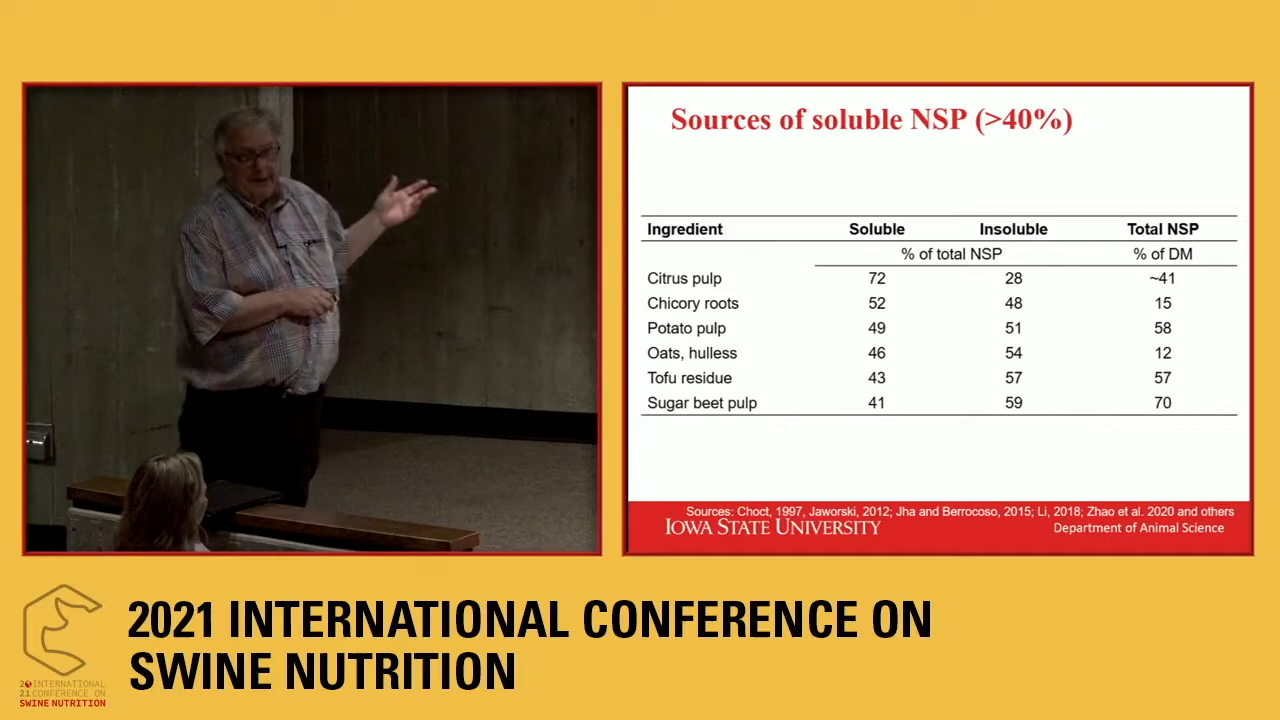 Sources of soluble NSP (>40%)
Ingredient Soluble Insoluble Total NSP
% of total NSP % of DM
Citrus pulp 72 28 ~41
Chicory roots 52 48 15
Potato pulp 49 51 58
Oats, hulless 46 54 12
Tofu residue 43 57 57
Sugar beet pulp 41 59 70
Sources: Choct, 1997, Jaworski, 2012; Jha and Berrocoso, 2015; Li, 2018; Zhao et al. 2020 and others
IOWA STATE UNIVERSITY Department of Animal Science
2021 INTERNATIONAL CONFERENCE ON
SWINE NUTRITION
20 INTERNATIONAL
21 CONFERENCE ON
SWINE NUTRITION